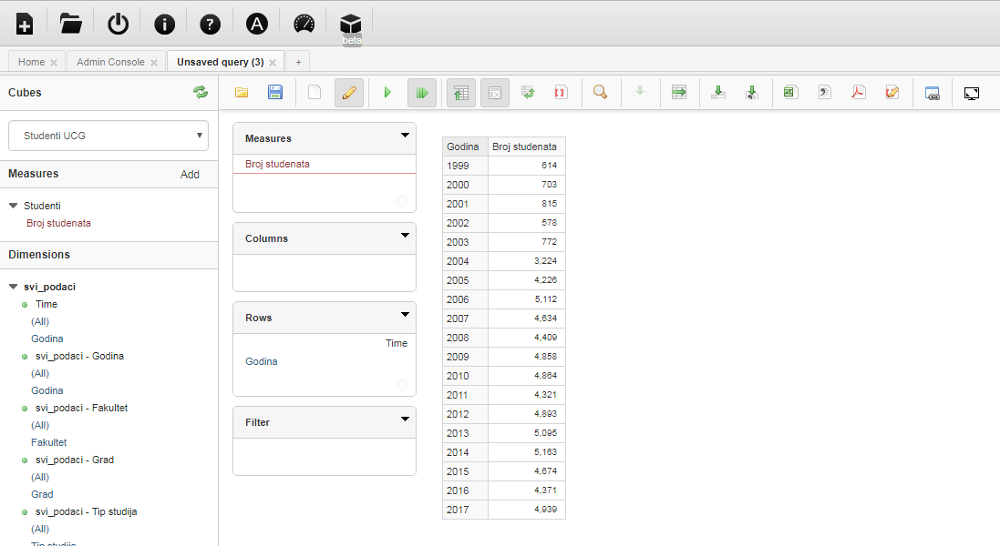 beta
Home Admin Console Unsaved query (3) +
Cubes
Studenti UCG
Measures Add
Studenti
Broj studenata
Dimensions
svi_podaci
Time
(All)
Godina
svi_podaci - Godina
(All)
Godina
svi_podaci - Fakultet
(All)
Fakultet
svi_podaci - Grad
(All)
Grad
svi_podaci - Tip studija
(All)
Tip studija
Measures
Broj studenata
Columns
Rows
Time
Godina
Filter
Godina Broj studenata
1999 614
2000 703
2001 815
2002 578
2003 772
2004 3,224
2005 4,226
2006 5,112
2007 4,634
2008 4,409
2009 4,858
2010 4,864
2011 4,321
2012 4,893
2013 5,095
2014 5,163
2015 4,674
2016 4,371
2017 4,939